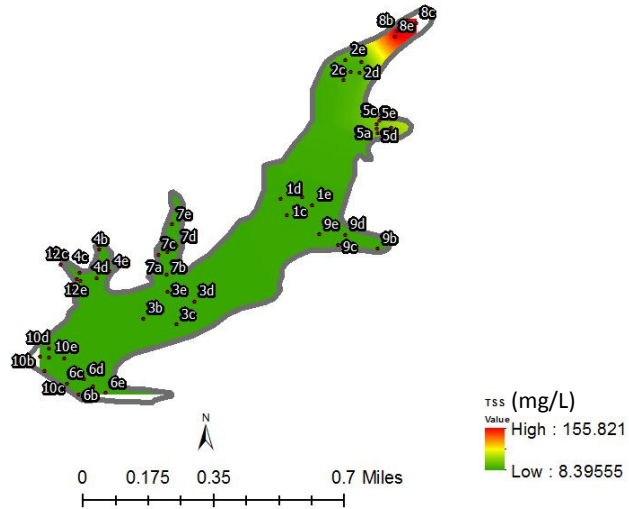 8c
8b
8e
2e
2c
2d
5c
5e
5a
5d
1d
1e
1c
7e
9e
9d
9b
9c
7d
7c
4b
12c
4c
4e
4d
7a
7b
12e
3e
3d
3b
3c
10d
10e
10b
6d
6c
6e
10c
6b
N
TSS (mg/L)
Value
High : 155.821
Low : 8.39555
0 0.175 0.35 0.7 Miles